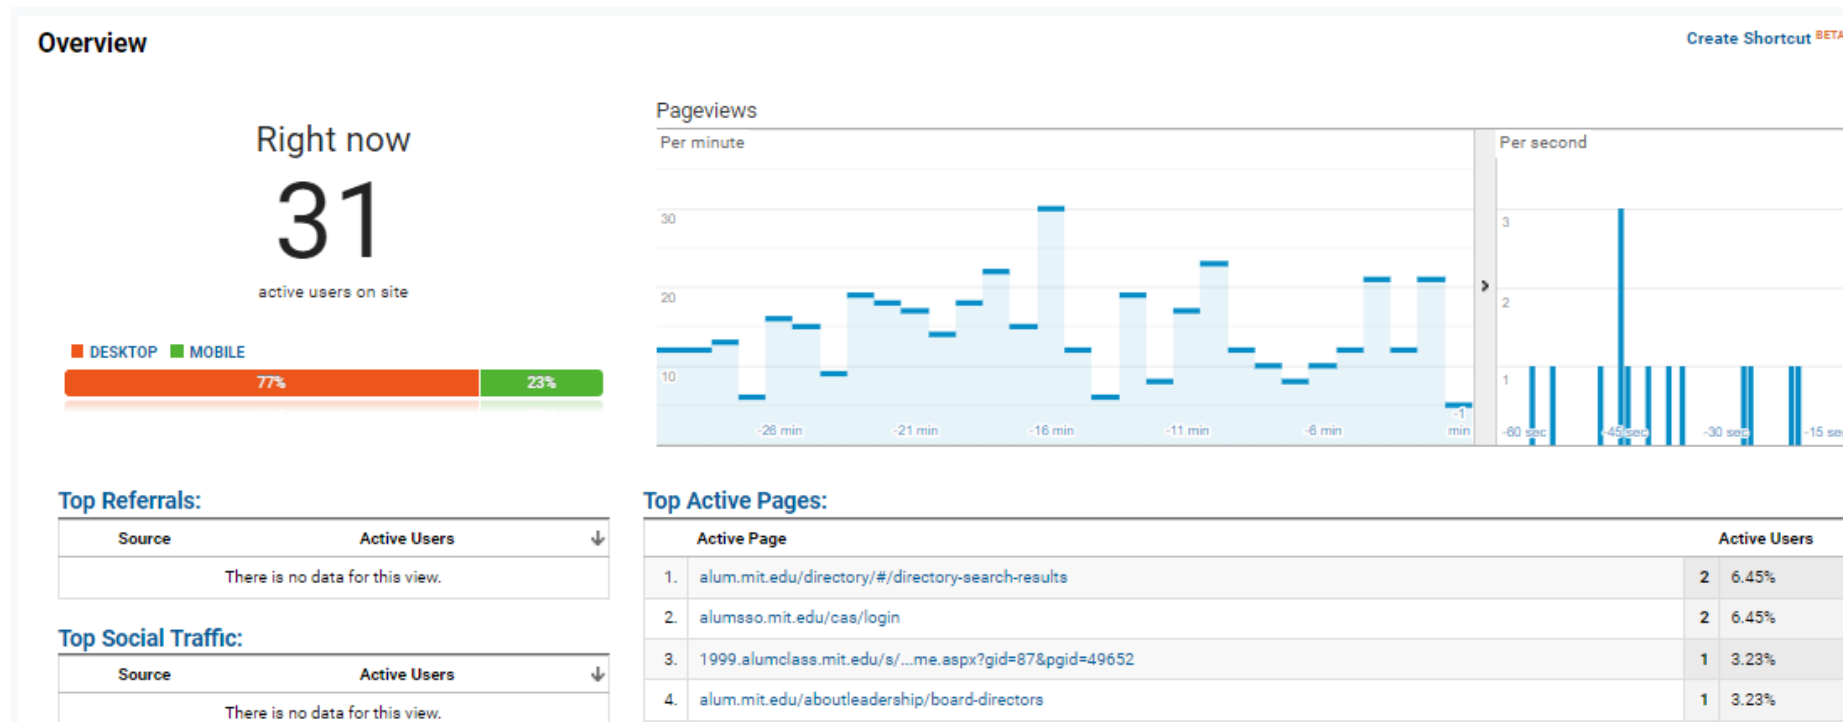 Overview
Create Shortcut BETA
Right now
31
active users on site
DESKTOP MOBILE
77% 23%
Pageviews
Per minute
30
20
10
-26 min -21 min -16 min -11 min -6 min -1 min
Per second
3
2
1
-60 sec -45 sec -30 sec -15 se
Top Referrals:
Source Active Users
There is no data for this view.
Top Social Traffic:
Source Active Users
There is no data for this view.
Top Active Pages:
Active Page Active Users
1. alum.mit.edu/directory/#/directory-search-results 2 6.45%
2. alumsso.mit.edu/cas/login 2 6.45%
3. 1999.alumclass.mit.edu/s/...me.aspx?gid=87&pgid=49652 1 3.23%
4. alum.mit.edu/aboutleadership/board-directors 1 3.23%